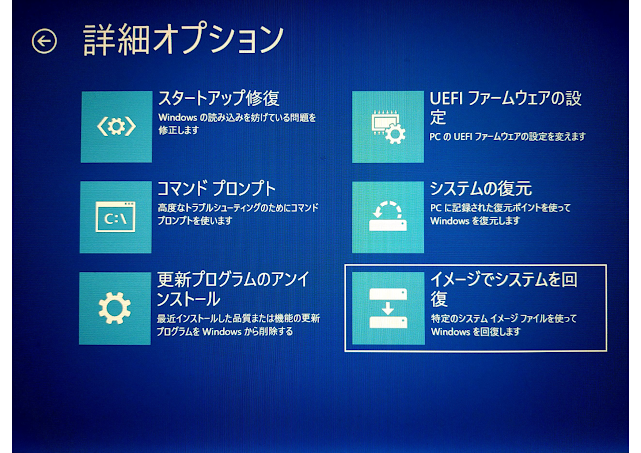 詳細オプション
スタートアップ修復
Windows の読み込みを妨げている問題を
修正します
コマンド プロンプト
高度なトラブルシューティングのためにコマンド
プロンプトを使います
C:\
更新プログラムのアンイ
ンストール
最近インストールした品質または機能の更新
プログラムを Windows から削除する
UEFI ファームウェアの設
定
PC の UEFI ファームウェアの設定を変えます
システムの復元
PC に記録された復元ポイントを使って
Windows を復元します
イメージでシステムを回
復
特定のシステム イメージ ファイルを使って
Windows を回復します